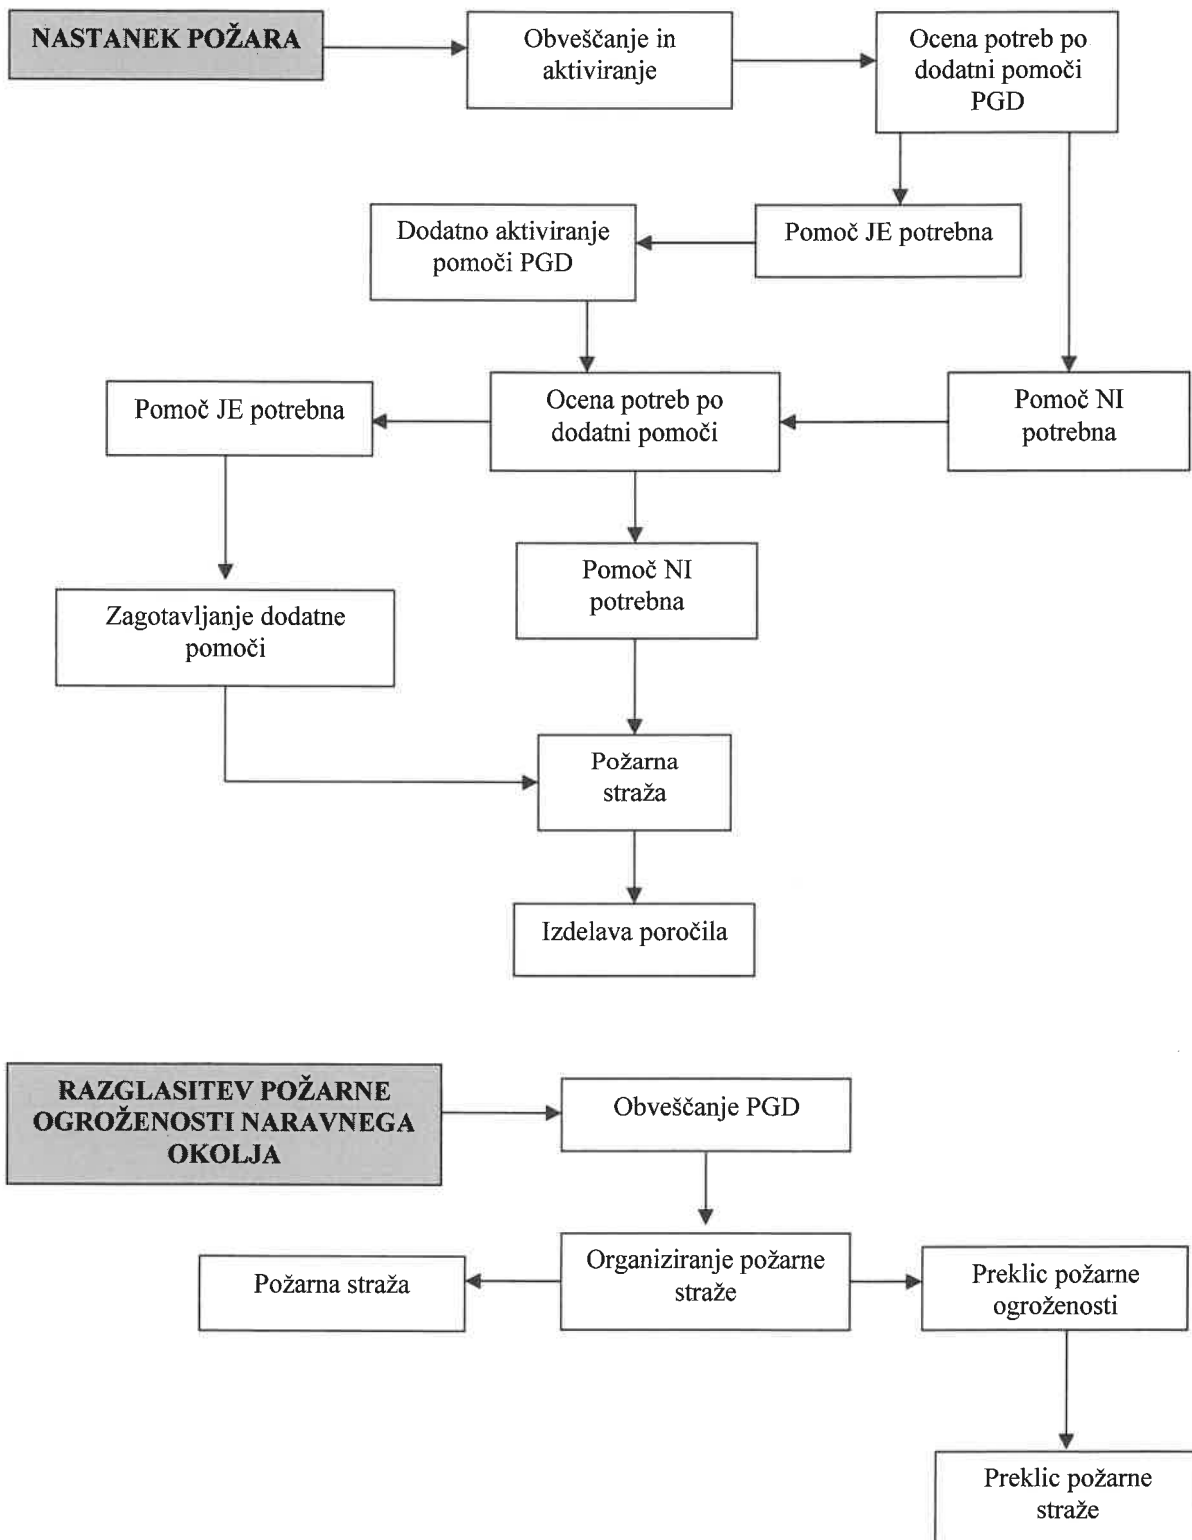 NASTANEK POŽARA
Obveščanje in
aktiviranje
Ocena potreb po
dodatni pomoči
PGD
Dodatno aktiviranje
pomoči PGD
Pomoč JE potrebna
Pomoč JE potrebna
Ocena potreb po
dodatni pomoči
Pomoč NI
potrebna
Pomoč NI
potrebna
Zagotavljanje dodatne
pomoči
Požarna
straža
Izdelava poročila
RAZGLASITEV POŽARNE
OGROŽENOSTI NARAVNEGA
OKOLJA
Obveščanje PGD
Požarna straža
Organiziranje požarne
straže
Preklic požarne
ogroženosti
Preklic požarne
straže